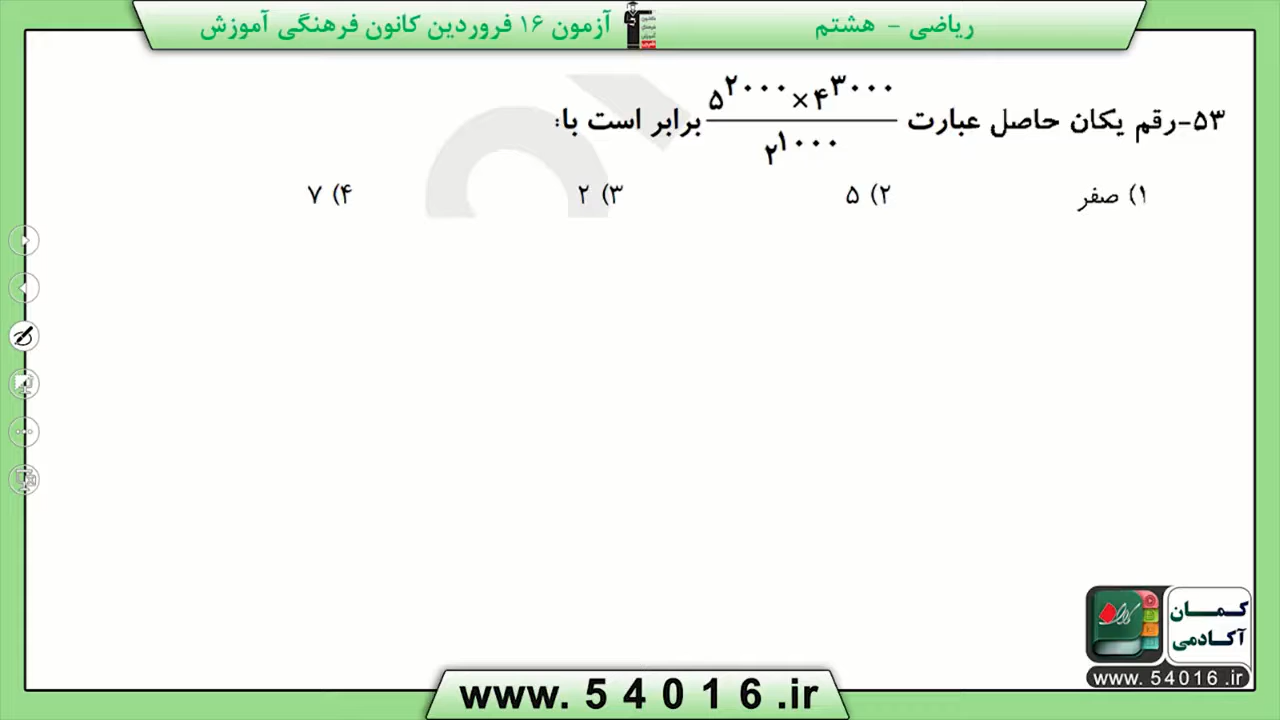 ریاضی - هشتم
آزمون ۱۶ فروردین کانون فرهنگی آموزش
۵۳-رقم یکان حاصل عبارت ۵^۲۰۰۰ × ۴^۳۰۰۰ / ۲^۱۰۰۰ برابر است با:
۱) صفر ۲) ۵ ۳) ۲ ۴) ۷
کمان
آکادمی
www. 54016 .ir
www. 5 4 0 1 6 .ir